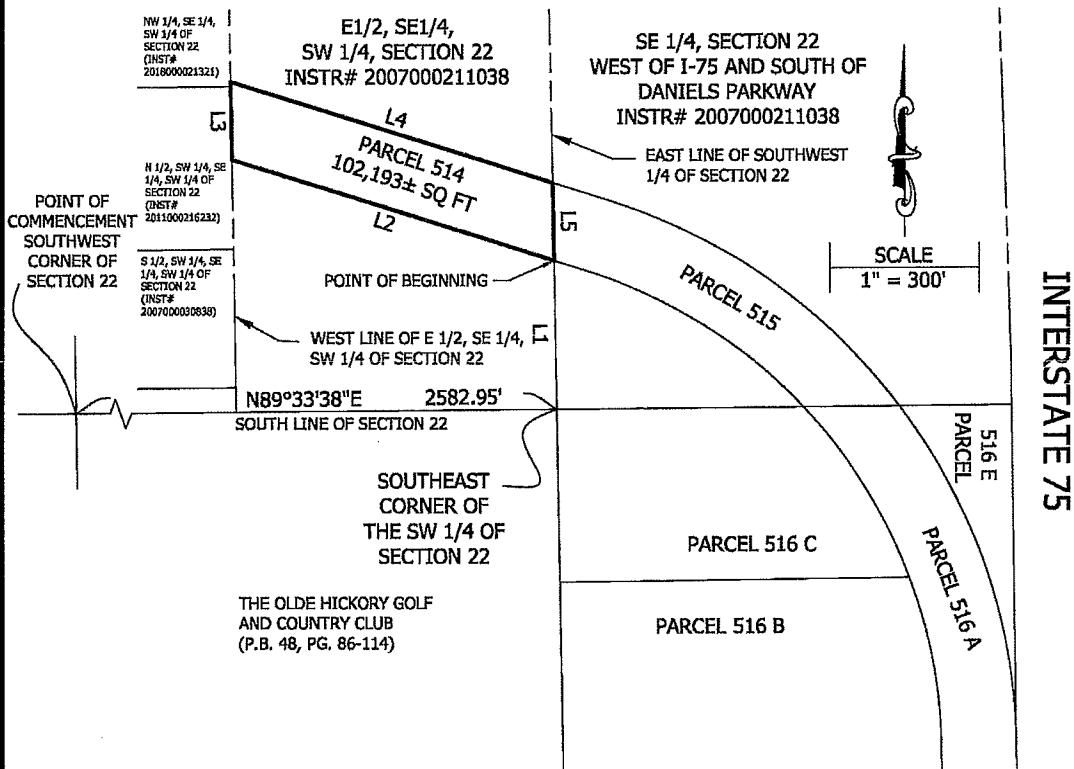 NW 1/4, SE 1/4,
SW 1/4 OF
SECTION 22
(INST#
2018000021321)
E1/2, SE1/4,
SW 1/4, SECTION 22
INSTR# 2007000211038
SE 1/4, SECTION 22
WEST OF I-75 AND SOUTH OF
DANIELS PARKWAY
INSTR# 2007000211038
EAST LINE OF SOUTHWEST
1/4 OF SECTION 22
L3
L4
PARCEL 514
102,193± SQ FT
L2
L5
N 1/2, SW 1/4, SE
1/4, SW 1/4 OF
SECTION 22
(INST#
2011000216232)
POINT OF
COMMENCEMENT
SOUTHWEST
CORNER OF
SECTION 22
S 1/2, SW 1/4, SE
1/4, SW 1/4 OF
SECTION 22
(INST#
2007000030838)
POINT OF BEGINNING
SCALE
1" = 300'
PARCEL 515
INTERSTATE 75
WEST LINE OF E 1/2, SE 1/4,
SW 1/4 OF SECTION 22
L1
N89°33'38"E 2582.95'
SOUTH LINE OF SECTION 22
516 E
PARCEL
SOUTHEAST
CORNER OF
THE SW 1/4 OF
SECTION 22
PARCEL 516 C
PARCEL 516 A
THE OLDE HICKORY GOLF
AND COUNTRY CLUB
(P.B. 48, PG. 86-114)
PARCEL 516 B